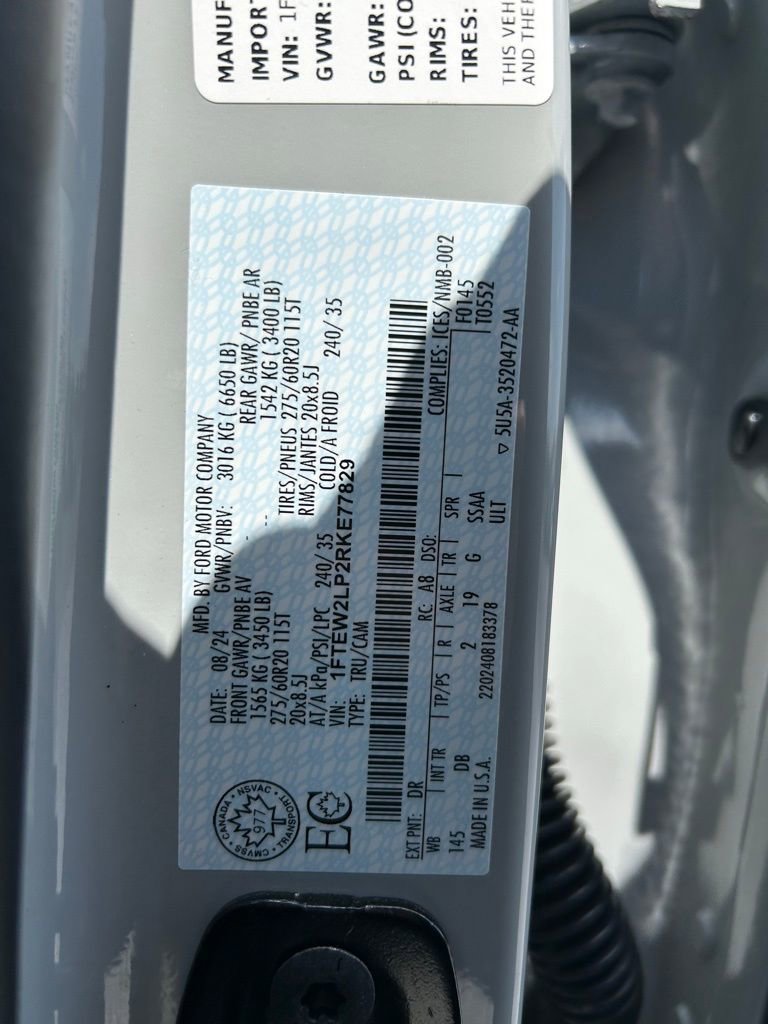 MANUF
IMPORT
VIN: 1F
GVWR:
GAWR:
PSI (CO
RIMS:
TIRES:
THIS VEH
AND THE
MFD. BY FORD MOTOR COMPANY
DATE: 08/24 GVWR/PNBV: 3016 KG ( 6650 LB)
FRONT GAWR/PNBE AV -- REAR GAWR/ PNBE AR
1565 KG ( 3450 LB) -- 1542 KG ( 3400 LB)
275/60R20 115T TIRES/PNEUS 275/60R20 115T
20x8.5J RIMS/JANTES 20x8.5J
AT/A kPa/PSI/LPC 240/ 35 COLD/A FROID 240/ 35
VIN: 1FTEW2LP2RKE77829
TYPE: TRU/CAM
CANADA
NSVAC
TRANSPORT
CMVSS
977
EC
COMPLIES: ICES/NMB-002
EXT PNT: DR RC: A8 DSO: F0145
WB INT TR TP/PS R AXLE TR SPR T0552
145 DB 2 19 G SSAA
MADE IN U.S.A. 2202408183378 ULT ▽ 5U5A-3520472-AA